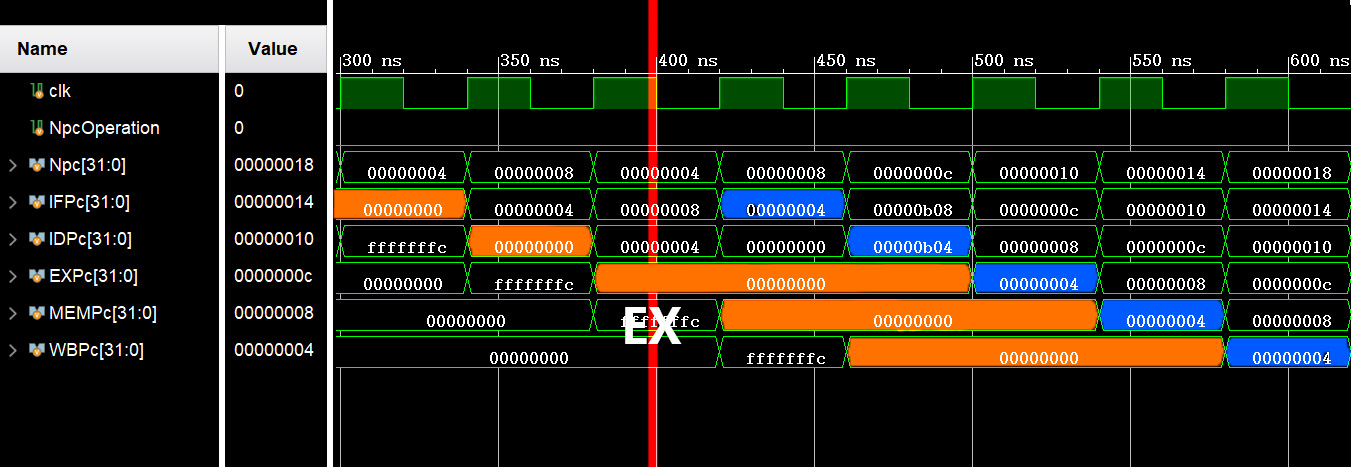 Name Value
300 ns 350 ns 400 ns 450 ns 500 ns 550 ns 600 ns
clk 0
NpcOperation 0
Npc[31:0] 00000018 00000004 00000008 00000004 00000008 0000000c 00000010 00000014 00000018
IFPc[31:0] 00000014 00000000 00000004 00000008 00000004 00000b08 0000000c 00000010 00000014
IDPc[31:0] 00000010 fffffffc 00000000 00000004 00000000 00000b04 00000008 0000000c 00000010
EXPc[31:0] 0000000c 00000000 fffffffc 00000000 00000004 00000008 0000000c
MEMPc[31:0] 00000008 00000000 00000000 00000004 00000008
EX
WBPc[31:0] 00000004 00000000 fffffffc 00000000 00000004